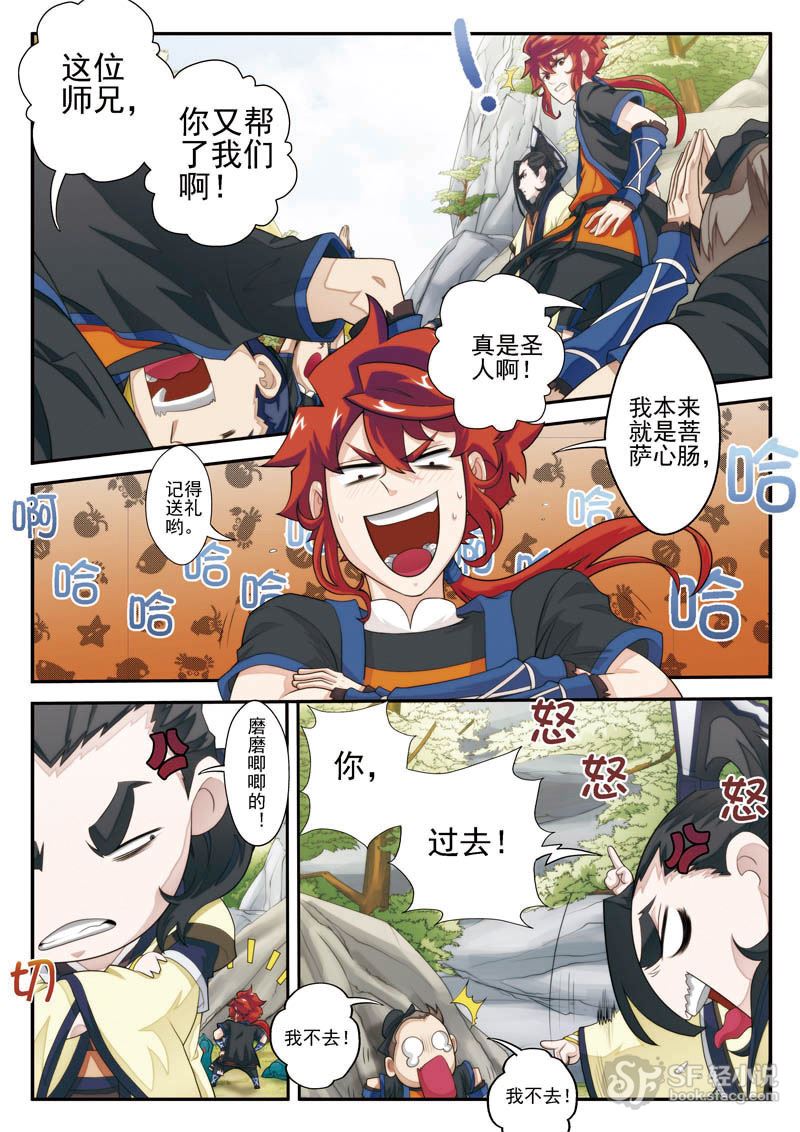 这位
师兄，
你又帮
了我们
啊！
真是圣
人啊！
我本来
就是菩
萨心肠，
记得
送礼
哟。
啊
哈
哈
哈
哈
啊
哈
哈
哈
磨磨唧唧的！
切
你，
过去！
怒
怒
怒
我不去！
我不去！
SF轻小说
book.sfacg.com